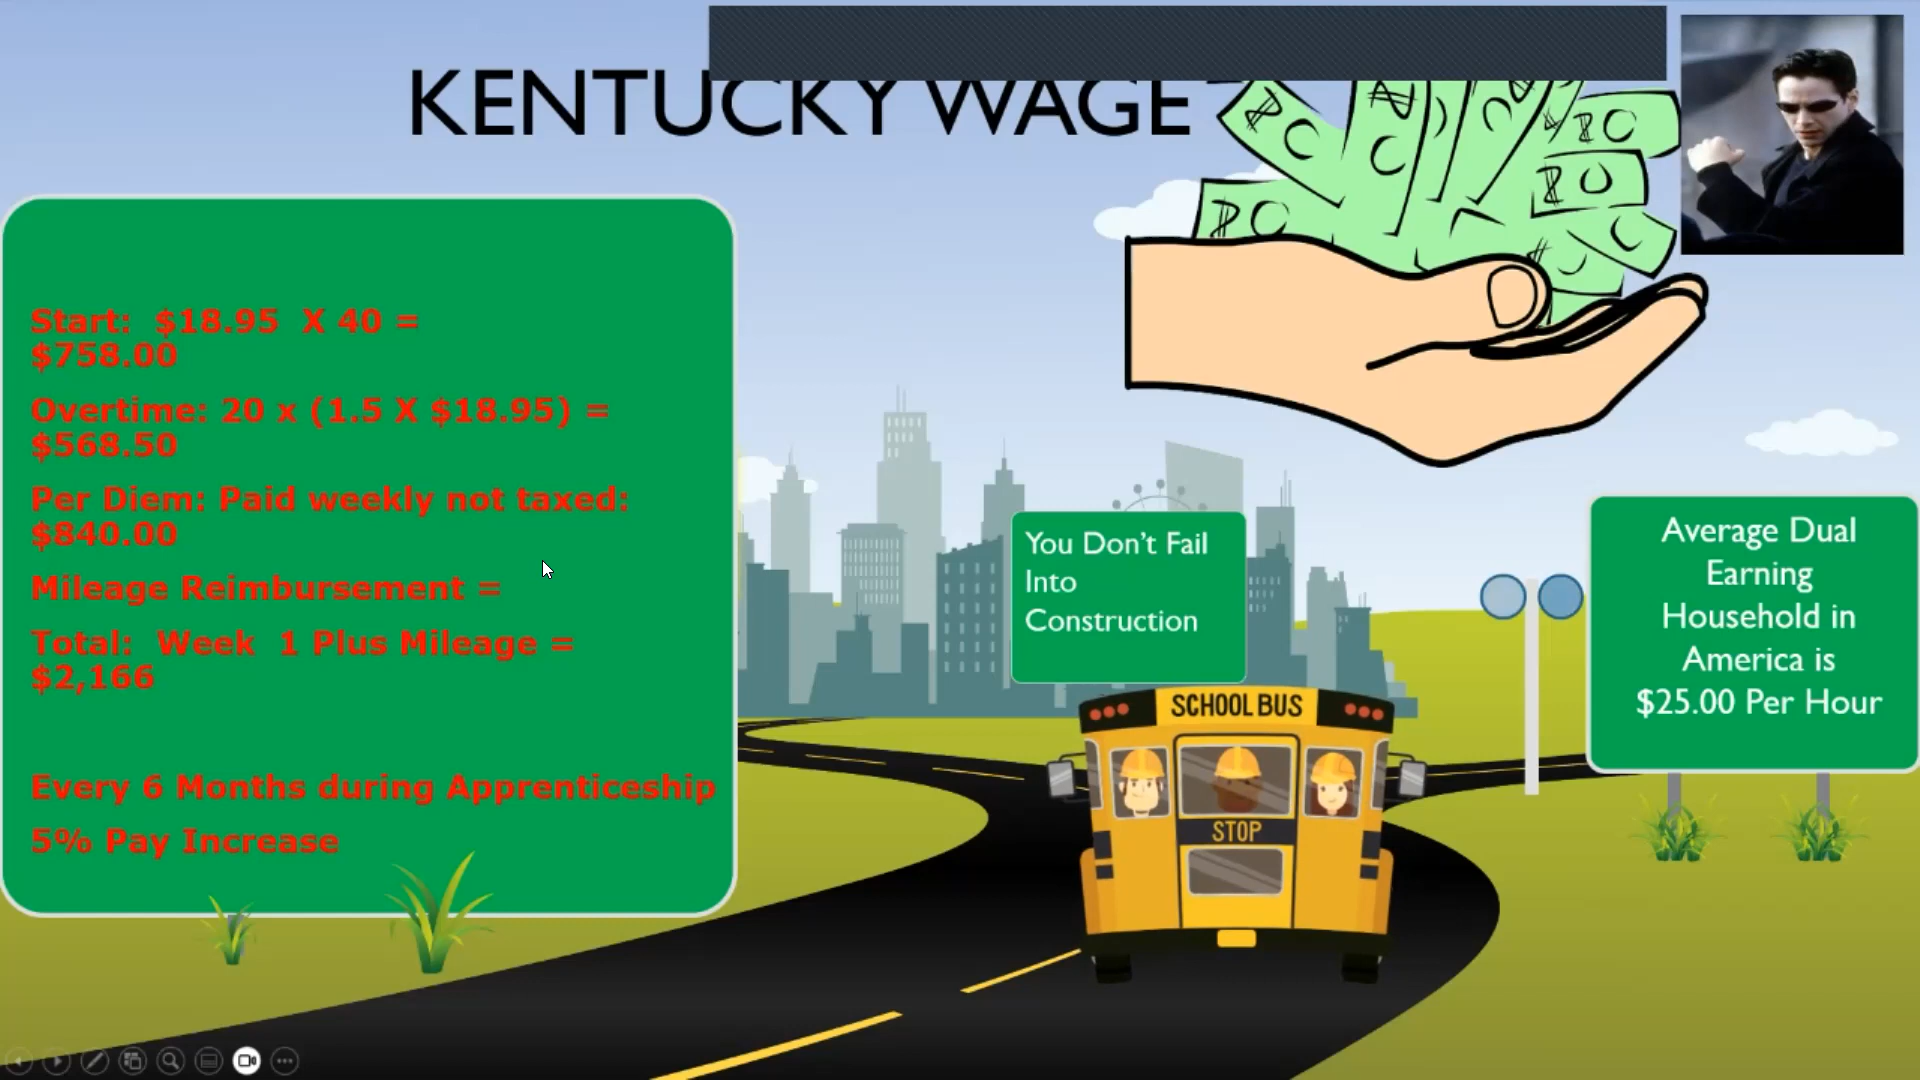 KENTUCKY WAGE
Start: $18.95 X 40 =
$758.00
Overtime: 20 x (1.5 X $18.95) =
$568.50
Per Diem: Paid weekly not taxed:
$840.00
Mileage Reimbursement =
Total: Week 1 Plus Mileage =
$2,166
Every 6 Months during Apprenticeship
5% Pay Increase
You Don't Fail
Into
Construction
SCHOOL BUS
STOP
Average Dual
Earning
Household in
America is
$25.00 Per Hour